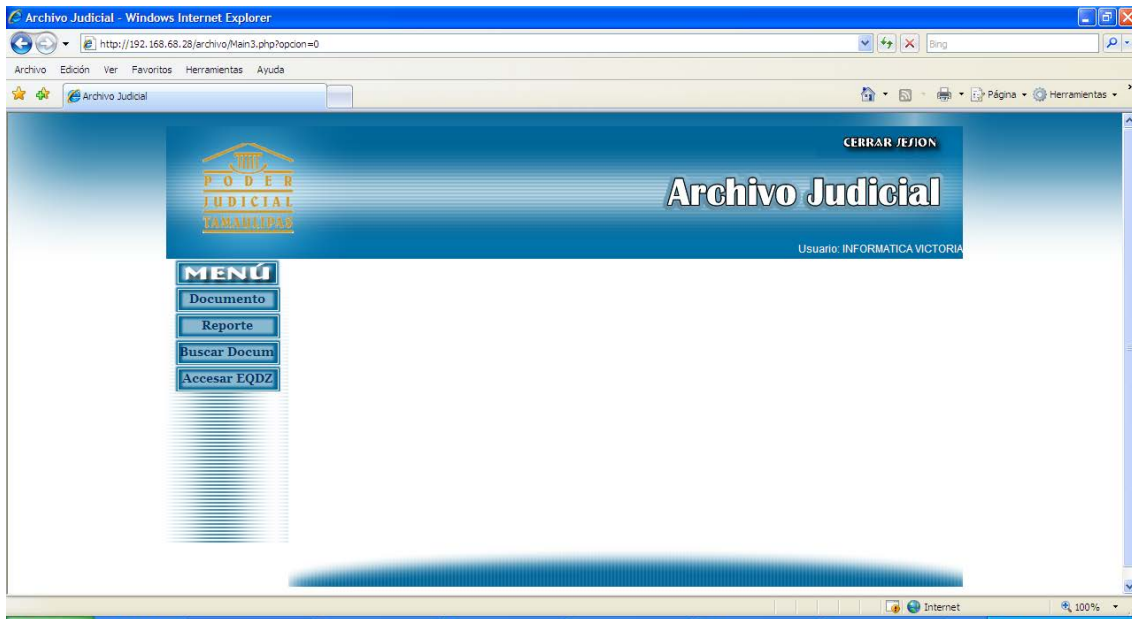 Archivo Judicial - Windows Internet Explorer
http://192.168.68.28/archivo/Main3.php?opcion=0
Bing
Archivo Edición Ver Favoritos Herramientas Ayuda
Archivo Judicial
Página Herramientas
CERRAR SESION
PODER
JUDICIAL
TAMAULIPAS
Archivo Judicial
Usuario: INFORMATICA VICTORIA
MENÚ
Documento
Reporte
Buscar Docum
Accesar EQDZ
Internet 100%